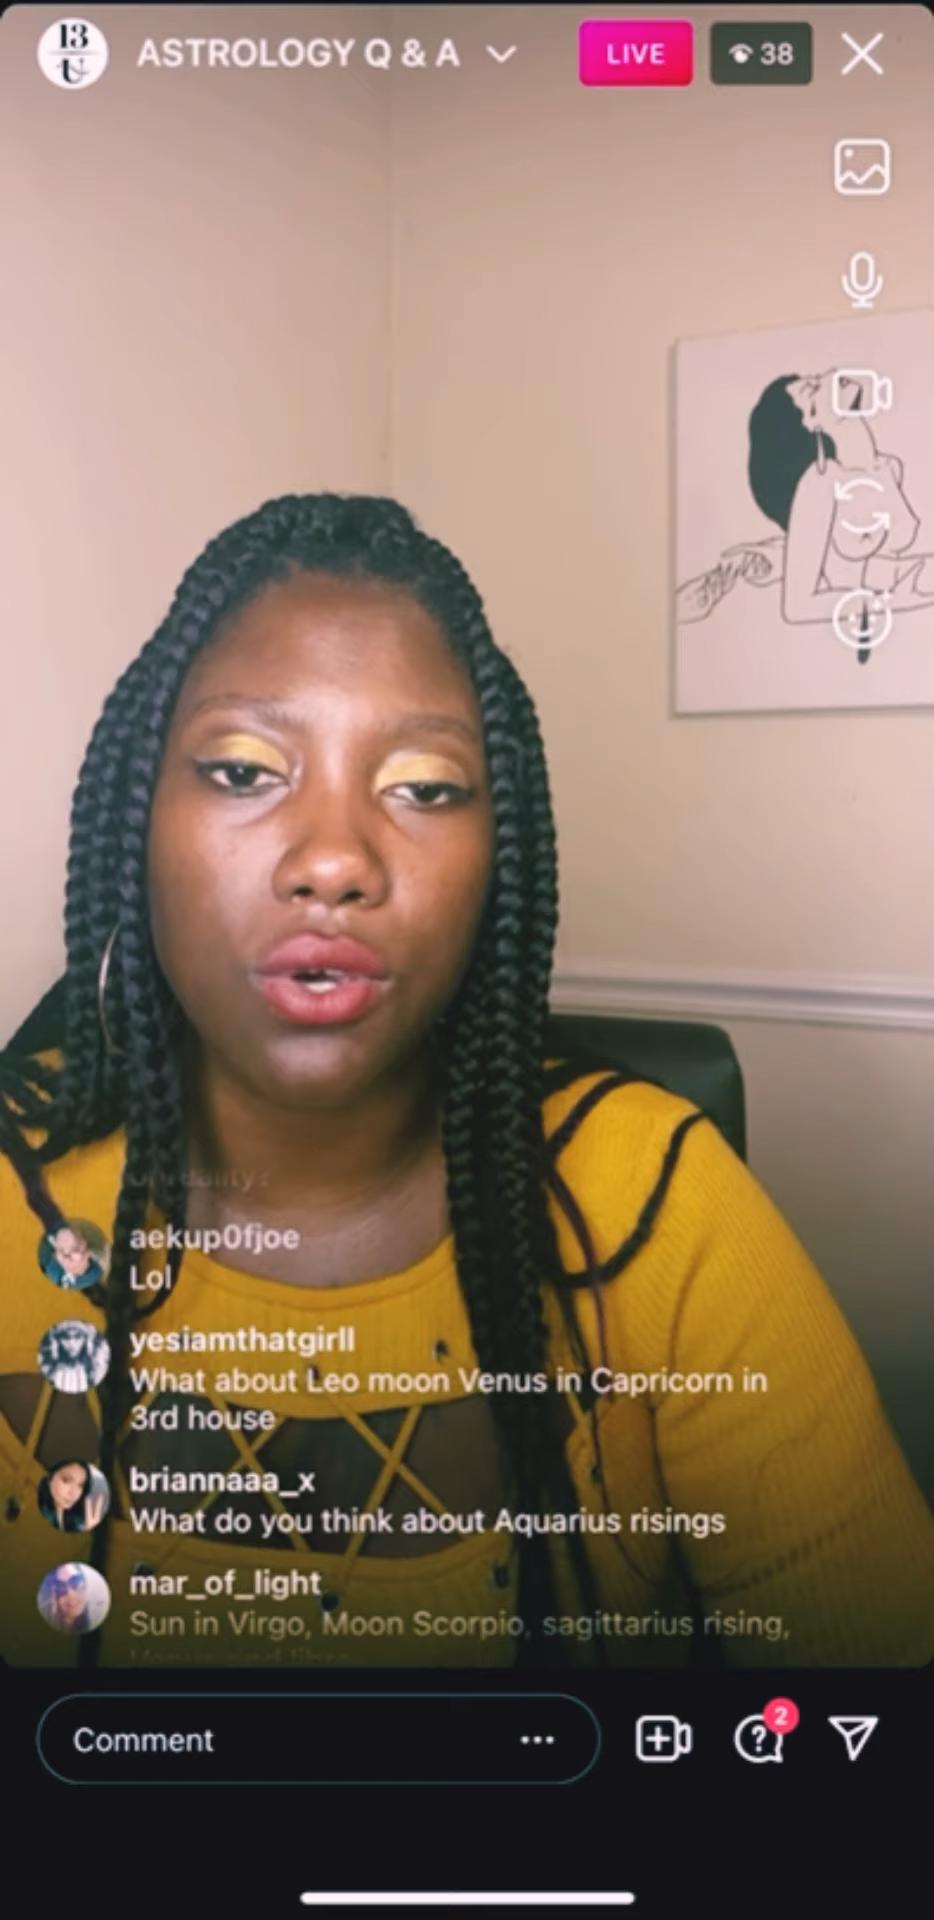 13
U
ASTROLOGY Q & A
LIVE
38
aekup0fjoe
Lol
yesiamthatgirll
What about Leo moon Venus in Capricorn in
3rd house
briannaaa_x
What do you think about Aquarius risings
mar_of_light
Sun in Virgo, Moon Scorpio, sagittarius rising,
Comment
2